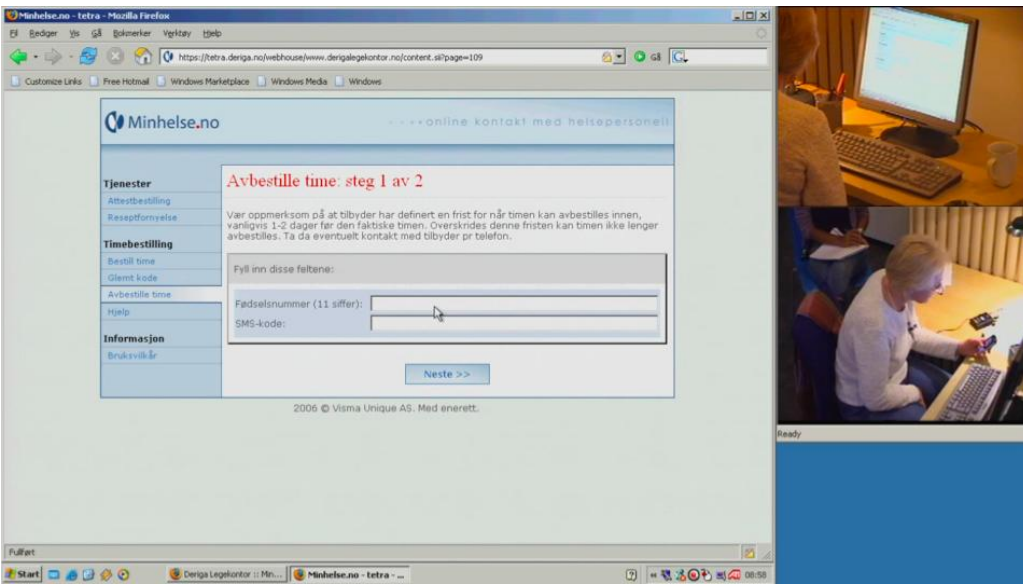 Minhelse.no - tetra - Mozilla Firefox
Fil Rediger Vis Gå Bokmerker Verktøy Hjelp
https://tetra.deriga.no/webhouse/www.derigalegekontor.no/content.sil?page=109
Gå
Customize Links Free Hotmail Windows Marketplace Windows Media Windows
Minhelse.no
....online kontakt med helsepersonell
Tjenester
Attestbestilling
Reseptfornyelse
Timebestilling
Bestill time
Glemt kode
Avbestille time
Hjelp
Informasjon
Bruksvilkår
Avbestille time: steg 1 av 2
Vær oppmerksom på at tilbyder har definert en frist for når timen kan avbestilles innen,
vanligvis 1-2 dager før den faktiske timen. Overskrides denne fristen kan timen ikke lenger
avbestilles. Ta da eventuelt kontakt med tilbyder pr telefon.
Fyll inn disse feltene:
Fødselsnummer (11 siffer):
SMS-kode:
Neste >>
2006 © Visma Unique AS. Med enerett.
Ready
Fullført
Start
Deriga Legekontor :: Min...
Minhelse.no - tetra - ...
08:58